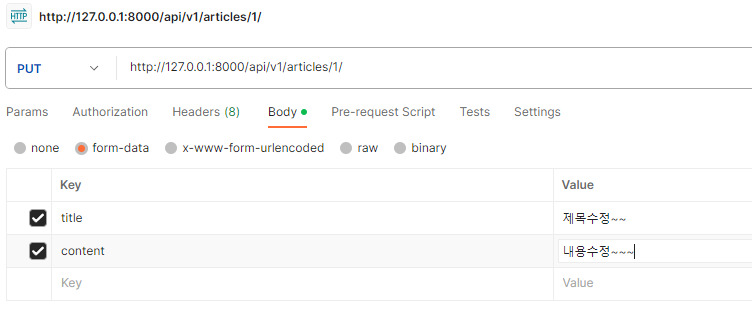 HTTP http://127.0.0.1:8000/api/v1/articles/1/
PUT http://127.0.0.1:8000/api/v1/articles/1/
Params Authorization Headers (8) Body Pre-request Script Tests Settings
none form-data x-www-form-urlencoded raw binary
Key Value
title 제목수정~~
content 내용수정~~~
Key Value